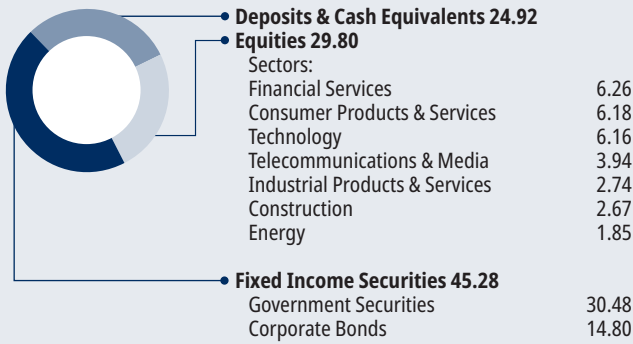 Deposits & Cash Equivalents 24.92
Equities 29.80
Sectors:
Financial Services 6.26
Consumer Products & Services 6.18
Technology 6.16
Telecommunications & Media 3.94
Industrial Products & Services 2.74
Construction 2.67
Energy 1.85
Fixed Income Securities 45.28
Government Securities 30.48
Corporate Bonds 14.80